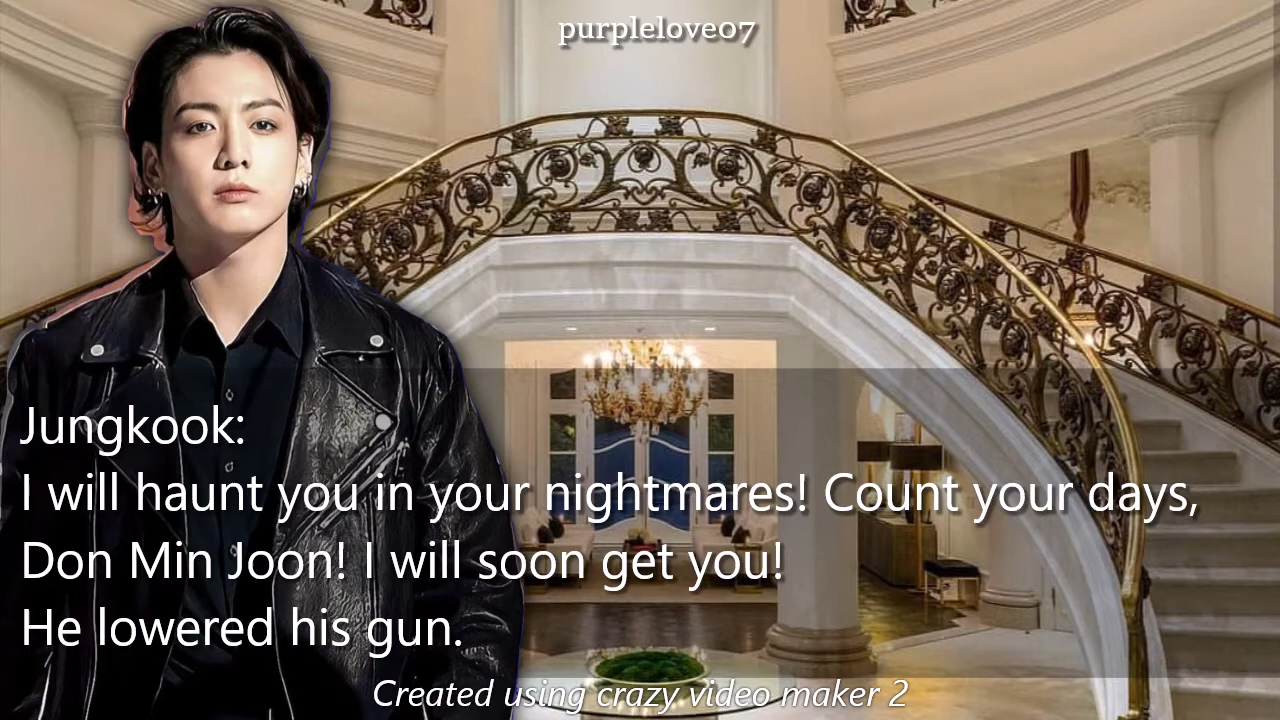 purplelove07
Jungkook:
I will haunt you in your nightmares! Count your days,
Don Min Joon! I will soon get you!
He lowered his gun.
Created using crazy video maker 2